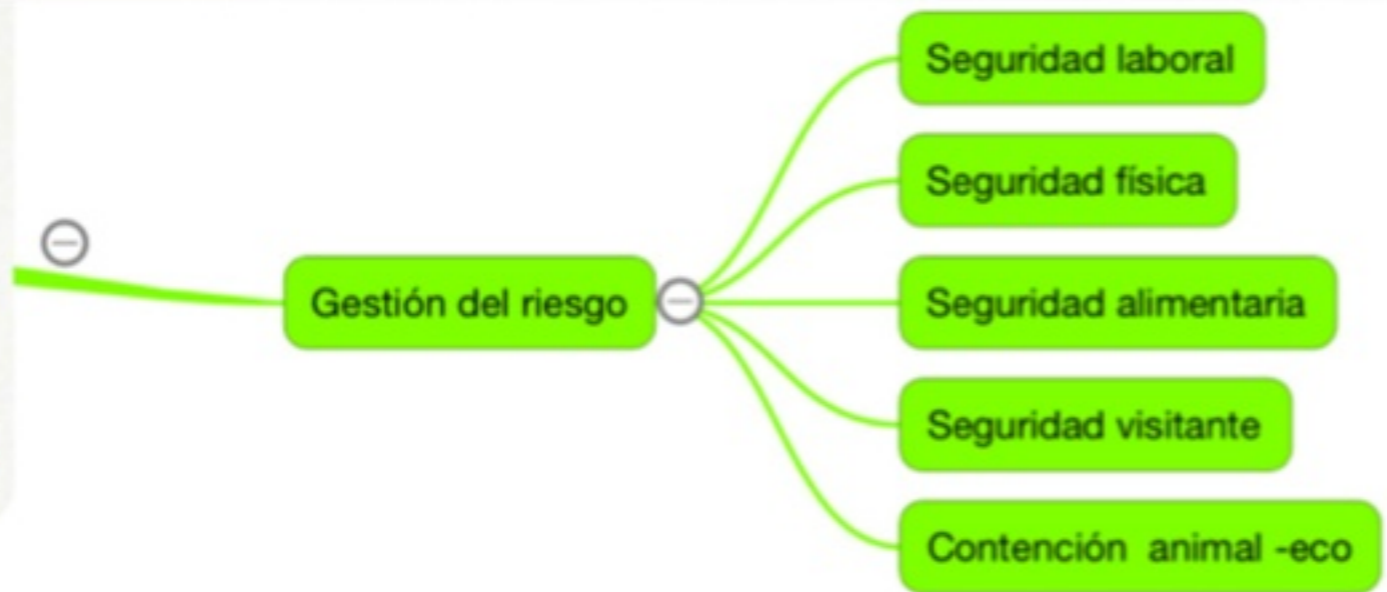 Seguridad laboral
Seguridad física
Gestión del riesgo
Seguridad alimentaria
Seguridad visitante
Contención  animal -eco